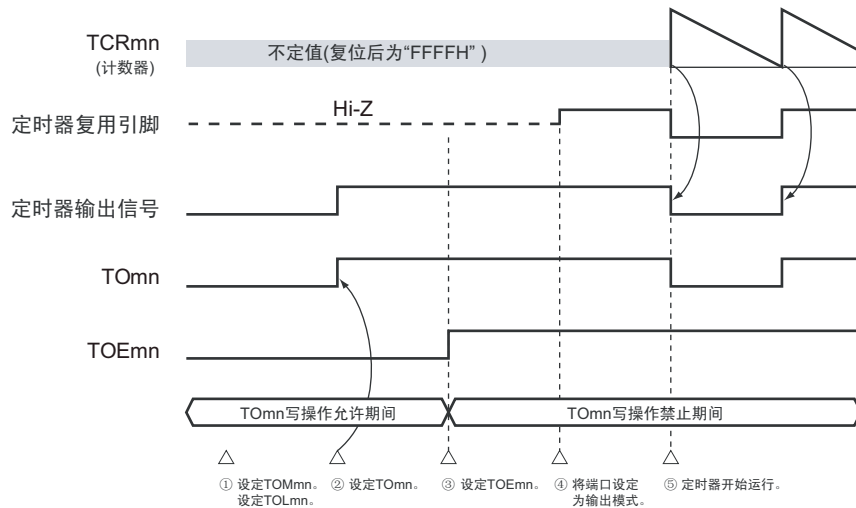 TCRmn
(计数器)
不定值(复位后为“FFFFH” )
定时器复用引脚
Hi-Z
定时器输出信号
TOmn
TOEmn
TOmn写操作允许期间
TOmn写操作禁止期间
① 设定TOMmn。
设定TOLmn。
② 设定TOmn。
③ 设定TOEmn。
④ 将端口设定
为输出模式。
⑤ 定时器开始运行。